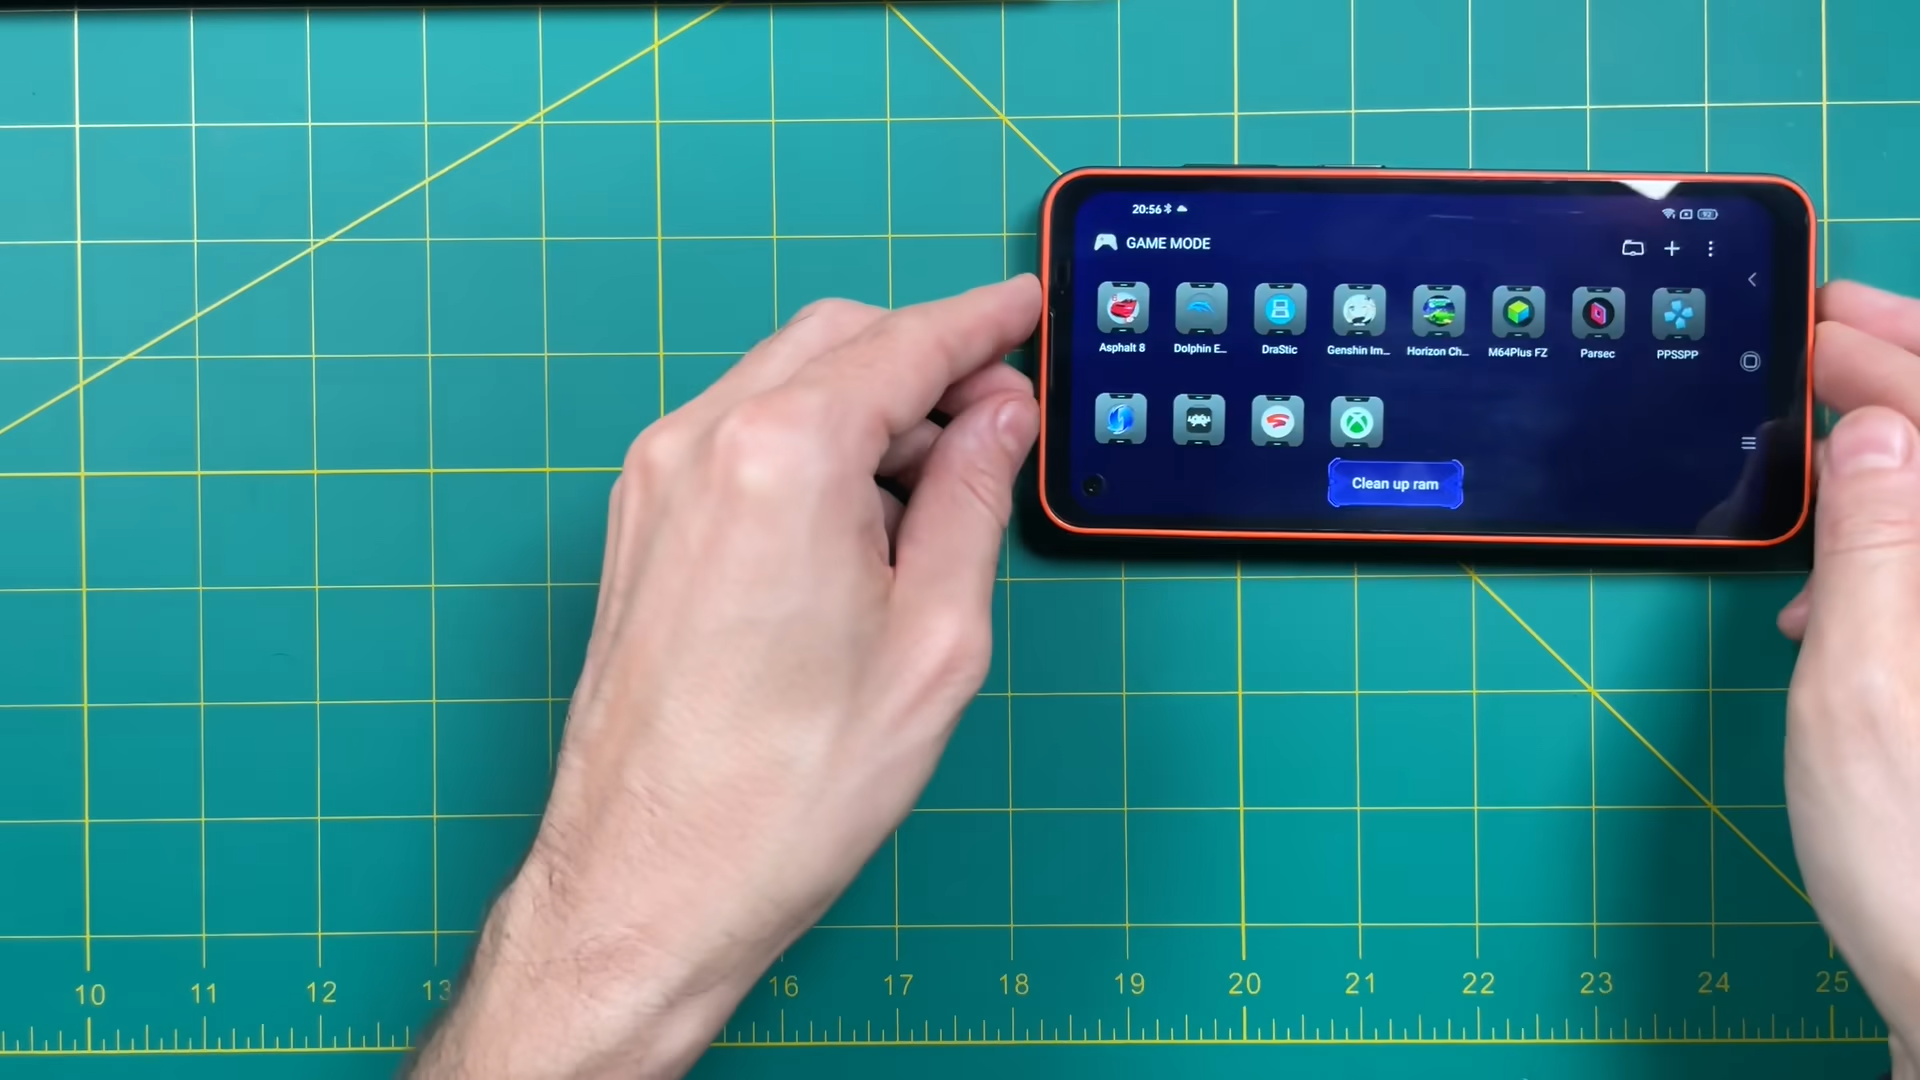 20:56
92
GAME MODE
Asphalt 8
Dolphin E...
DraStic
Genshin Im...
Horizon Ch...
M64Plus FZ
Parsec
PPSSPP
Clean up ram
10 11 12 13 16 17 18 19 20 21 22 23 24 25